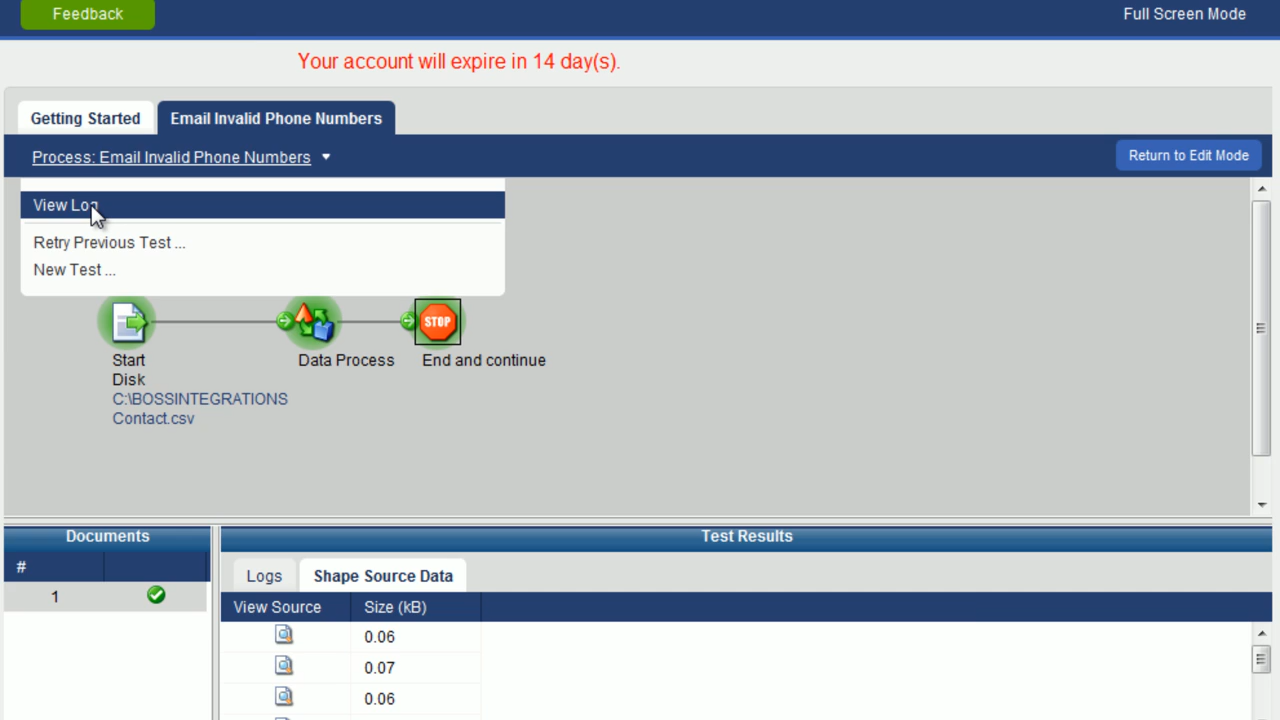 Feedback
Full Screen Mode
Your account will expire in 14 day(s).
Getting Started
Email Invalid Phone Numbers
Process: Email Invalid Phone Numbers
Return to Edit Mode
View Log
Retry Previous Test ...
New Test ...
STOP
Start
Data Process
End and continue
Disk
C:\BOSSINTEGRATIONS
Contact.csv
Documents
Test Results
#
Logs
Shape Source Data
1
View Source
Size (kB)
0.06
0.07
0.06